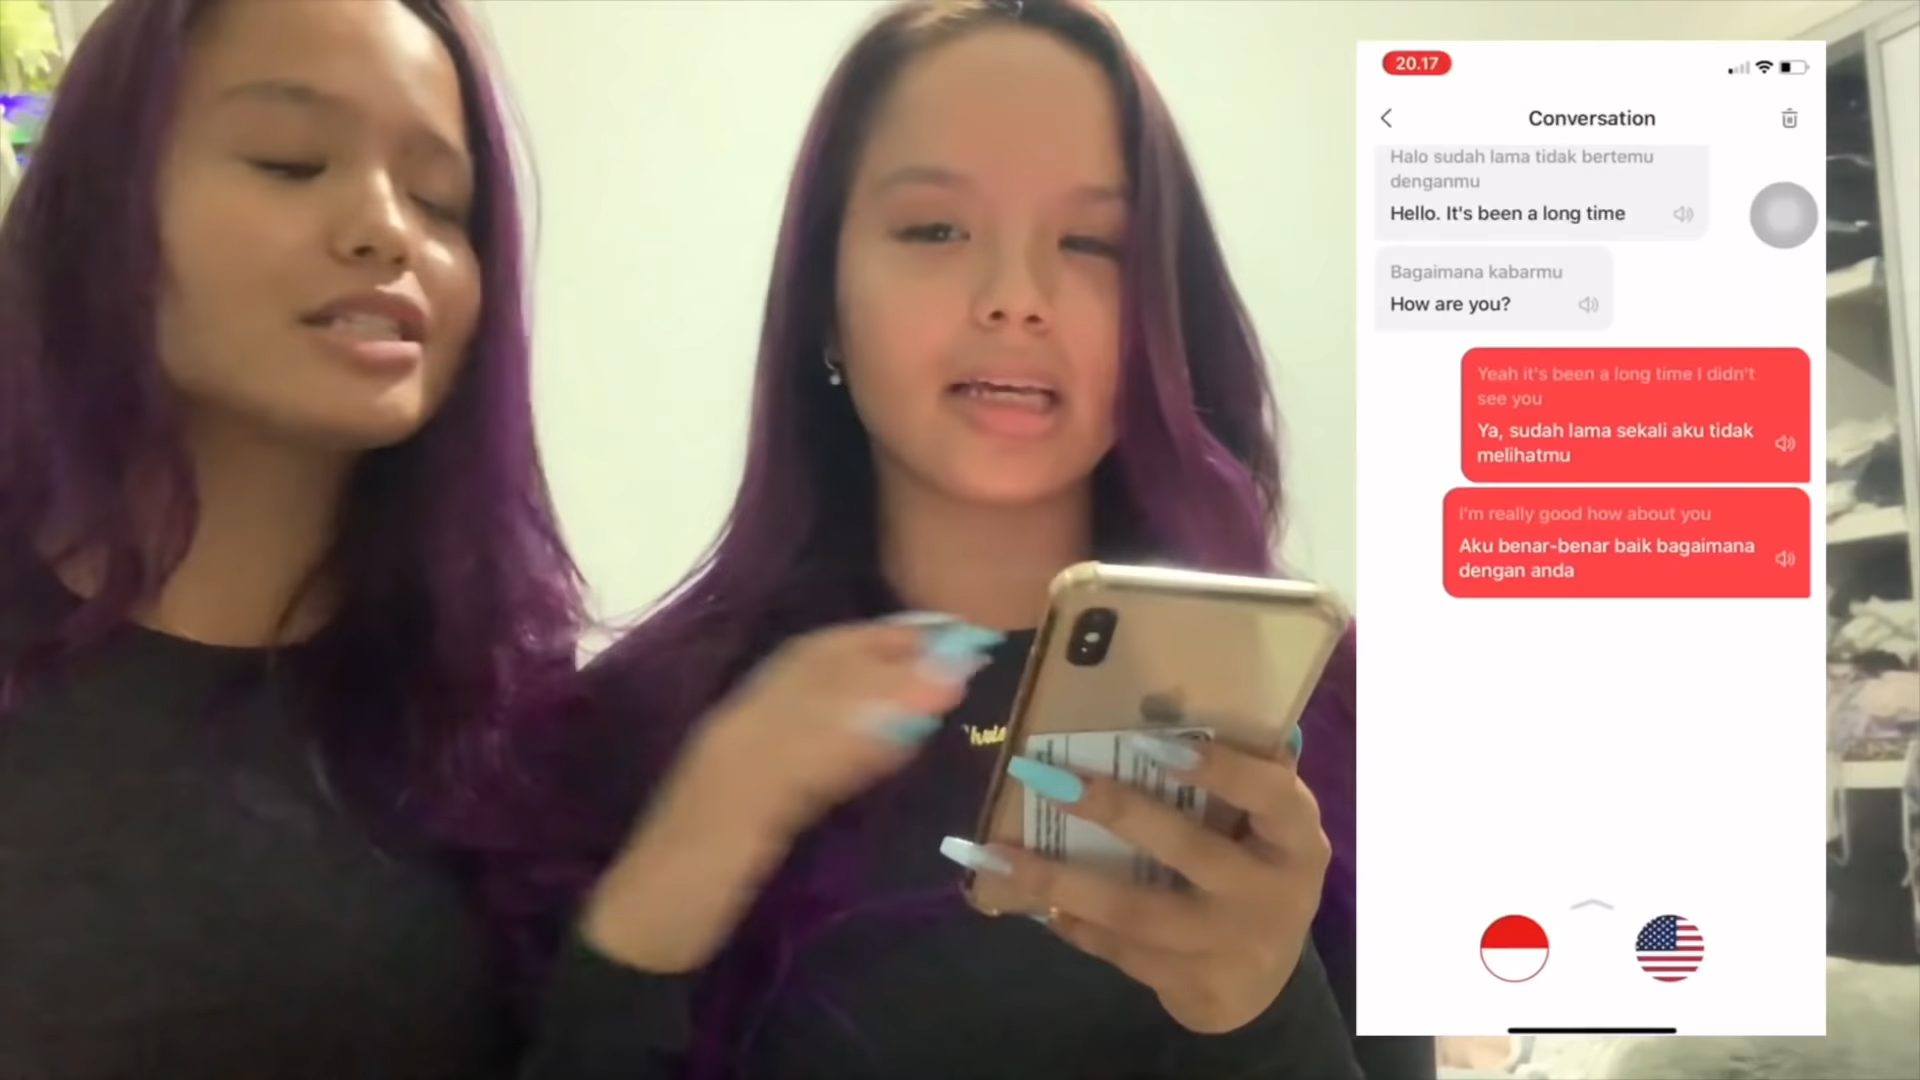 20.17
Conversation
Halo sudah lama tidak bertemu
denganmu
Hello. It's been a long time
Bagaimana kabarmu
How are you?
Yeah it's been a long time I didn't
see you
Ya, sudah lama sekali aku tidak
melihatmu
I'm really good how about you
Aku benar-benar baik bagaimana
dengan anda